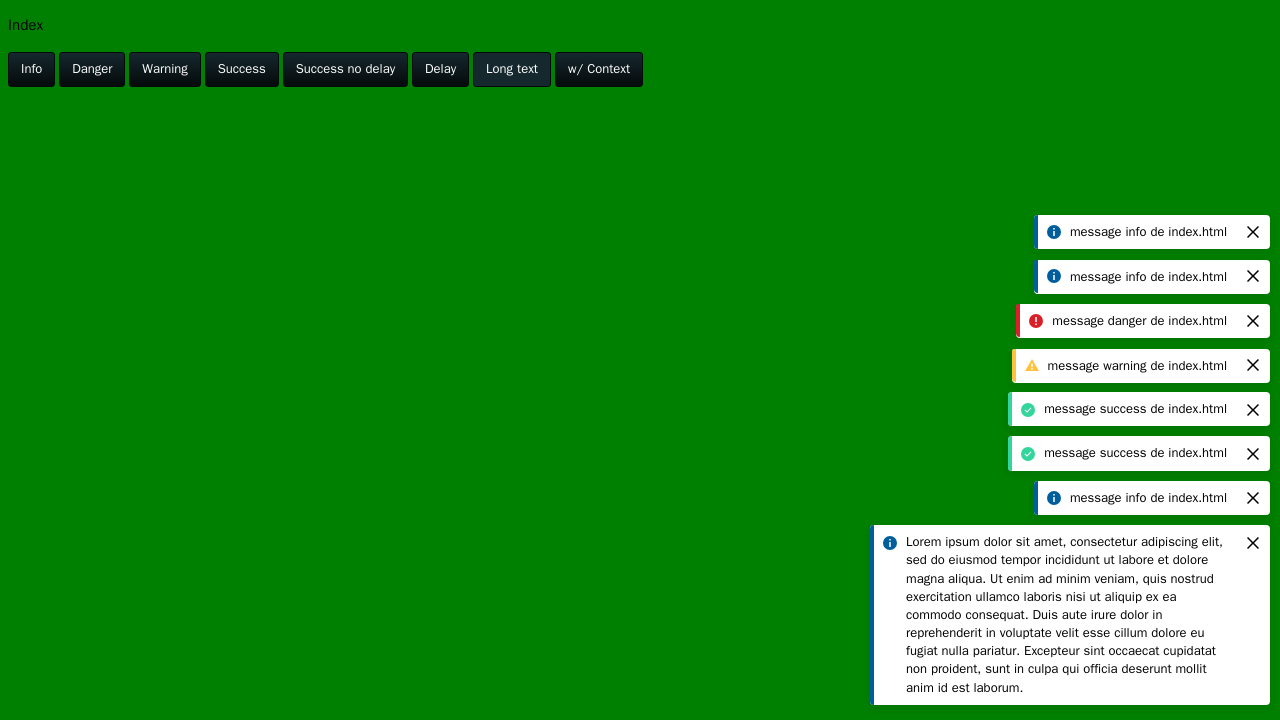 Index
Info Danger Warning Success Success no delay Delay Long text w/ Context
message info de index.html
message info de index.html
message danger de index.html
message warning de index.html
message success de index.html
message success de index.html
message info de index.html
Lorem ipsum dolor sit amet, consectetur adipiscing elit,
sed do eiusmod tempor incididunt ut labore et dolore
magna aliqua. Ut enim ad minim veniam, quis nostrud
exercitation ullamco laboris nisi ut aliquip ex ea
commodo consequat. Duis aute irure dolor in
reprehenderit in voluptate velit esse cillum dolore eu
fugiat nulla pariatur. Excepteur sint occaecat cupidatat
non proident, sunt in culpa qui officia deserunt mollit
anim id est laborum.